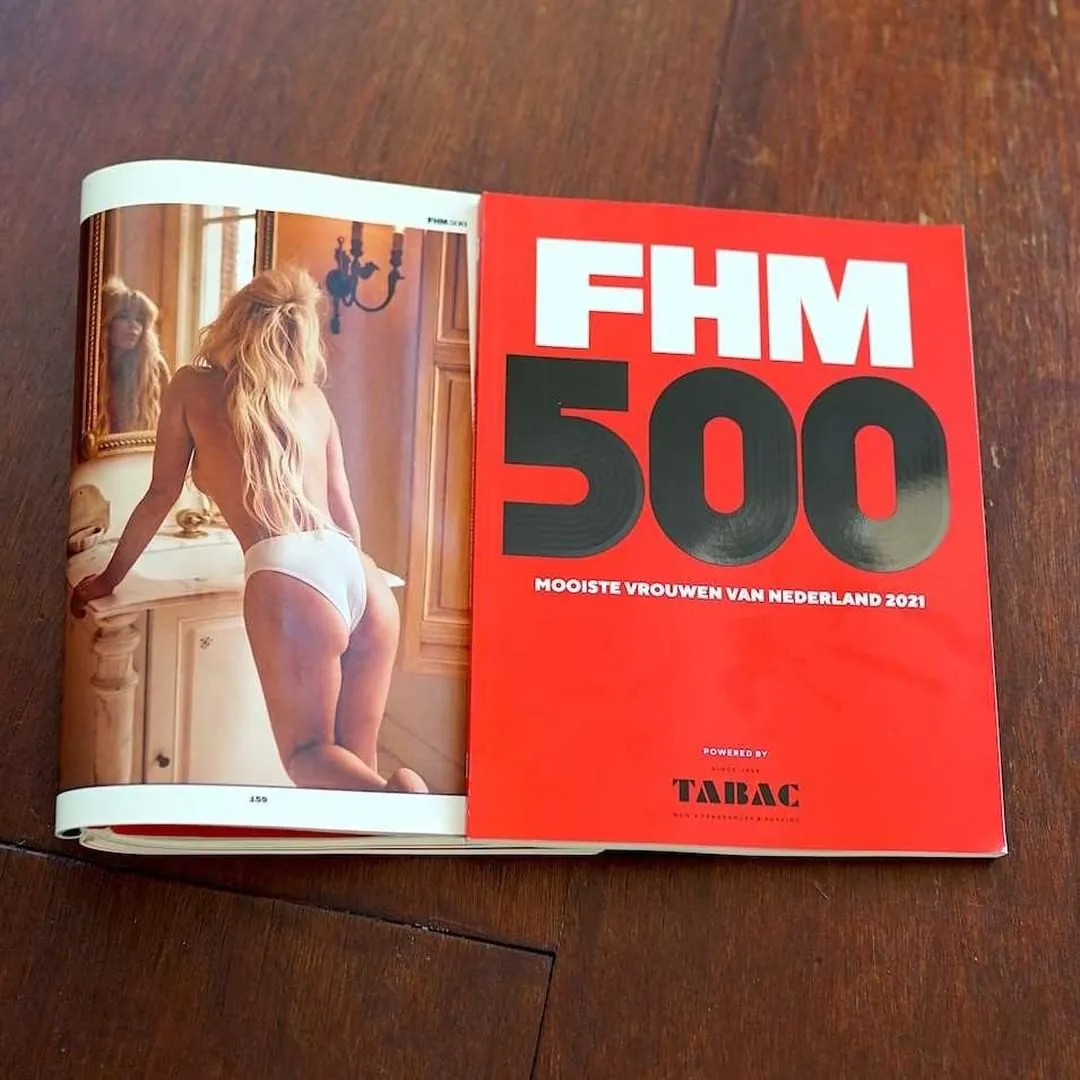 FHM500
159
FHM
500
MOOISTE VROUWEN VAN NEDERLAND 2021
POWERED BY
TABAC